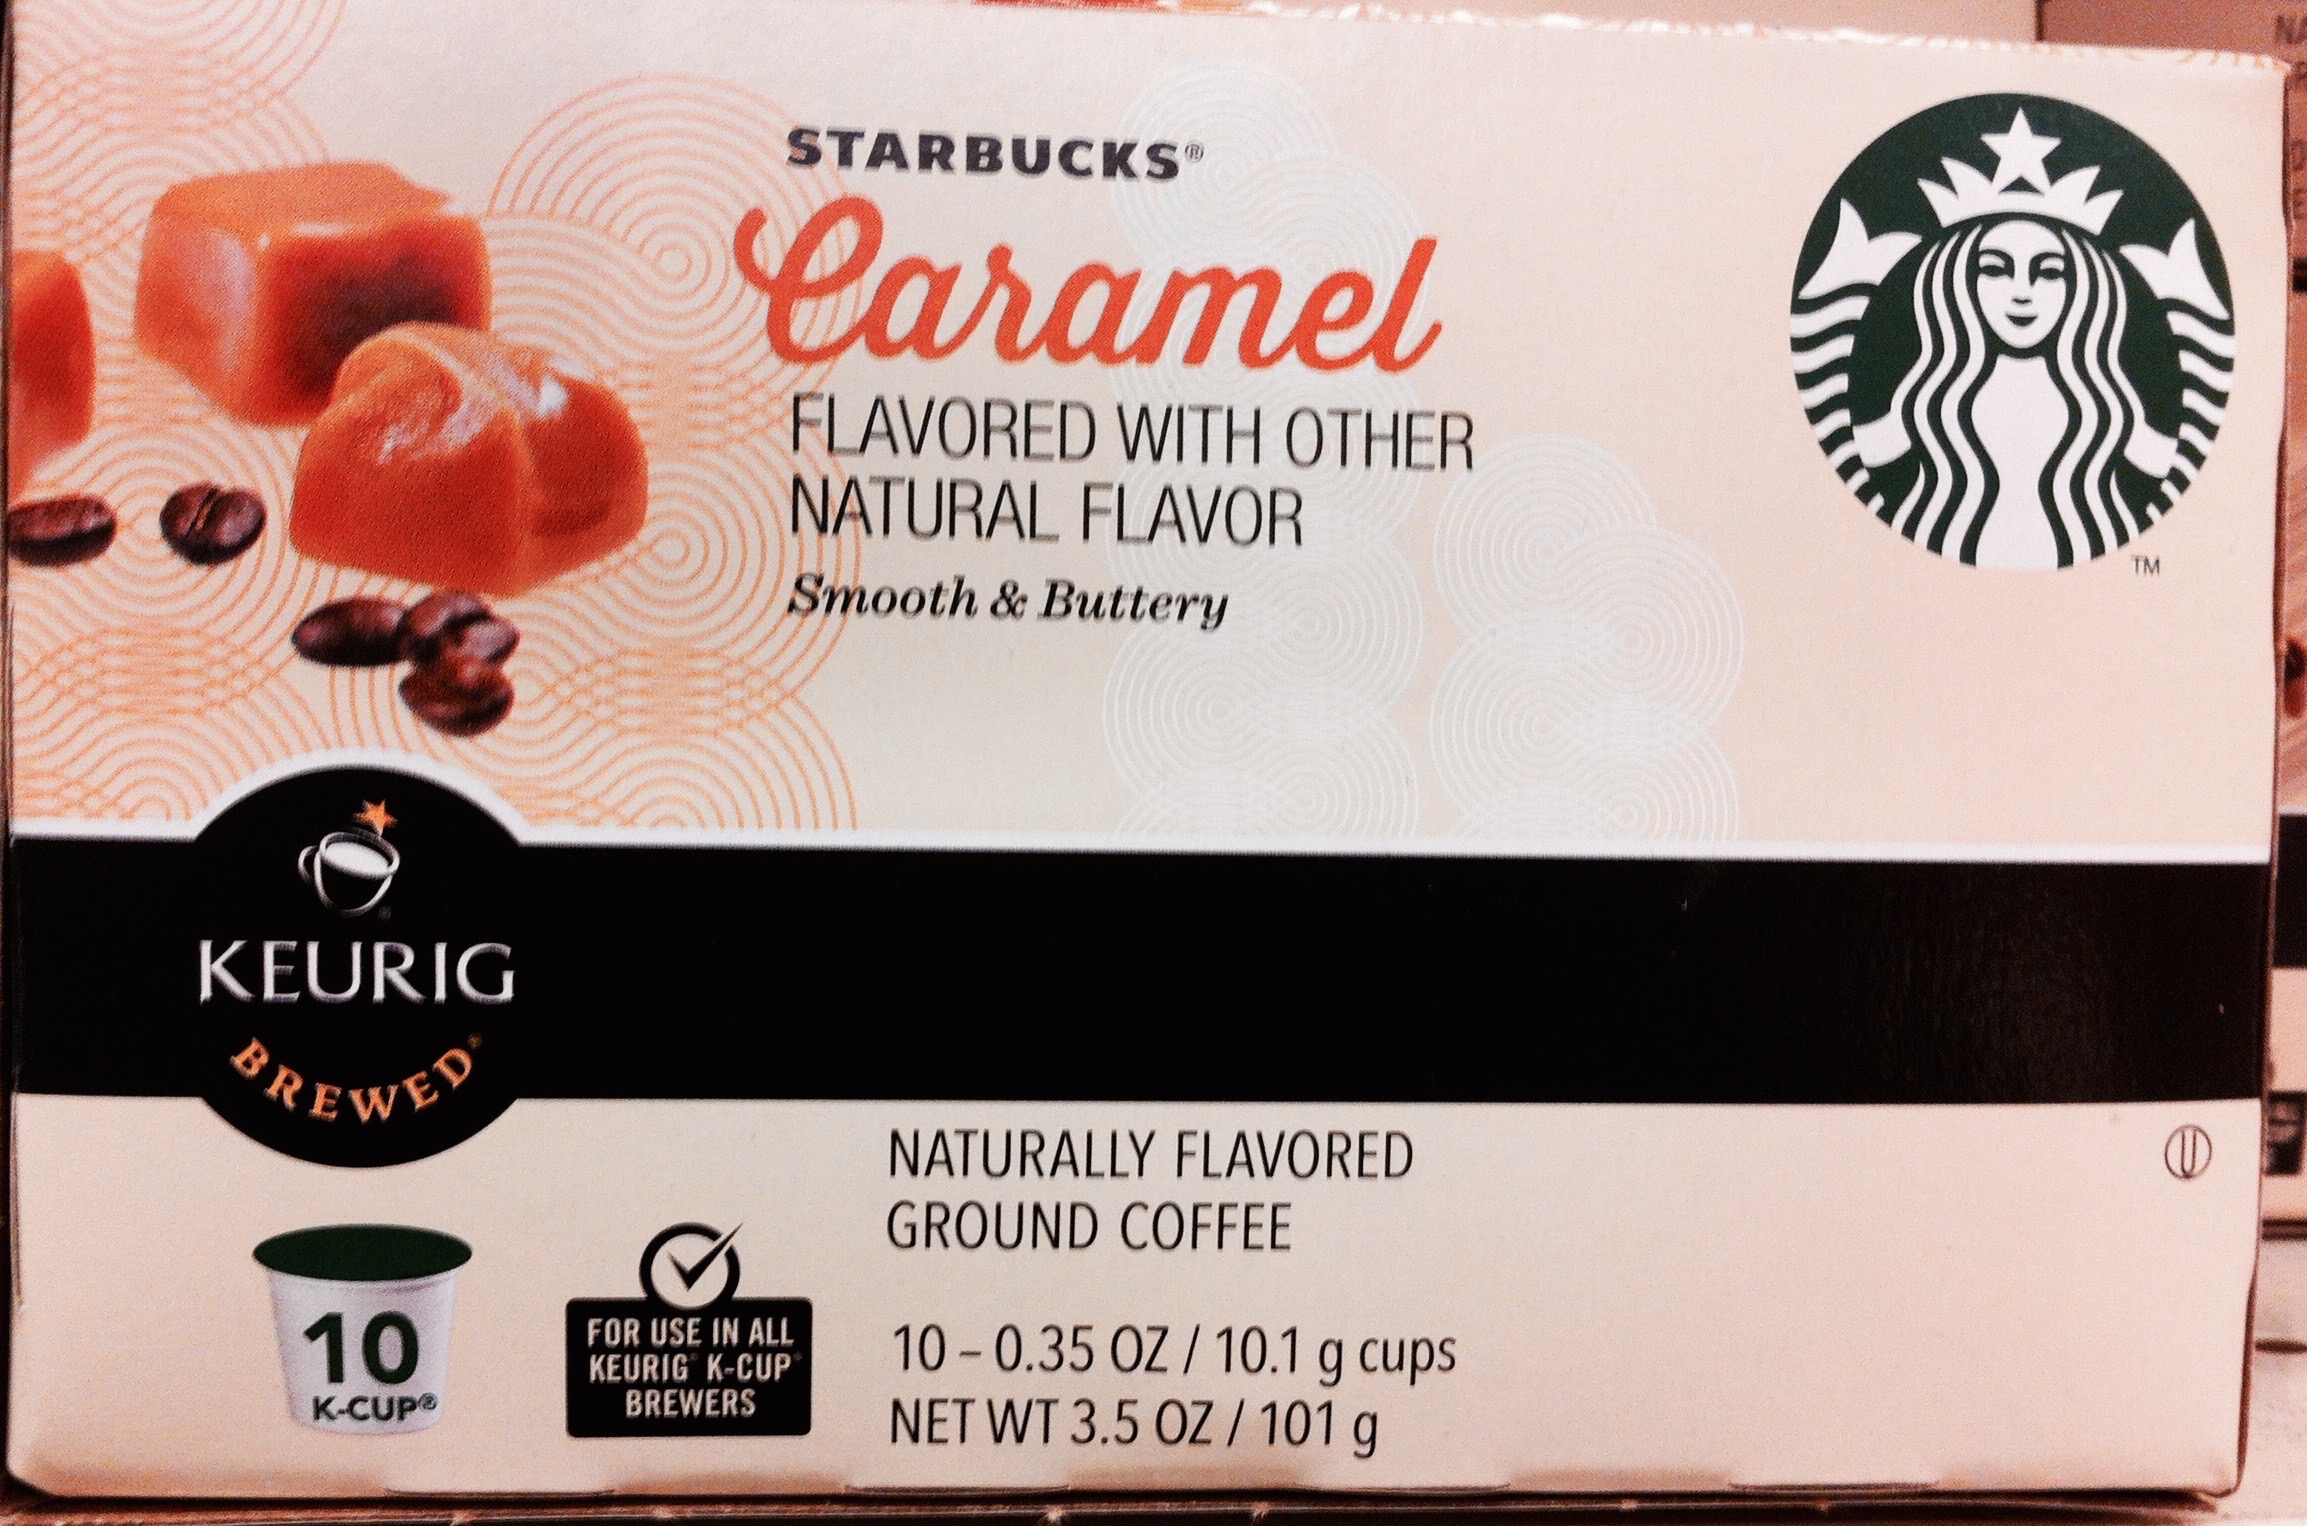 STARBUCKS®
Caramel
FLAVORED WITH OTHER
NATURAL FLAVOR
Smooth & Buttery
TM
KEURIG
BREWED®
NATURALLY FLAVORED
GROUND COFFEE
U
10
K-CUP®
FOR USE IN ALL
KEURIG® K-CUP®
BREWERS
10 – 0.35 OZ / 10.1 g cups
NET WT 3.5 OZ / 101 g